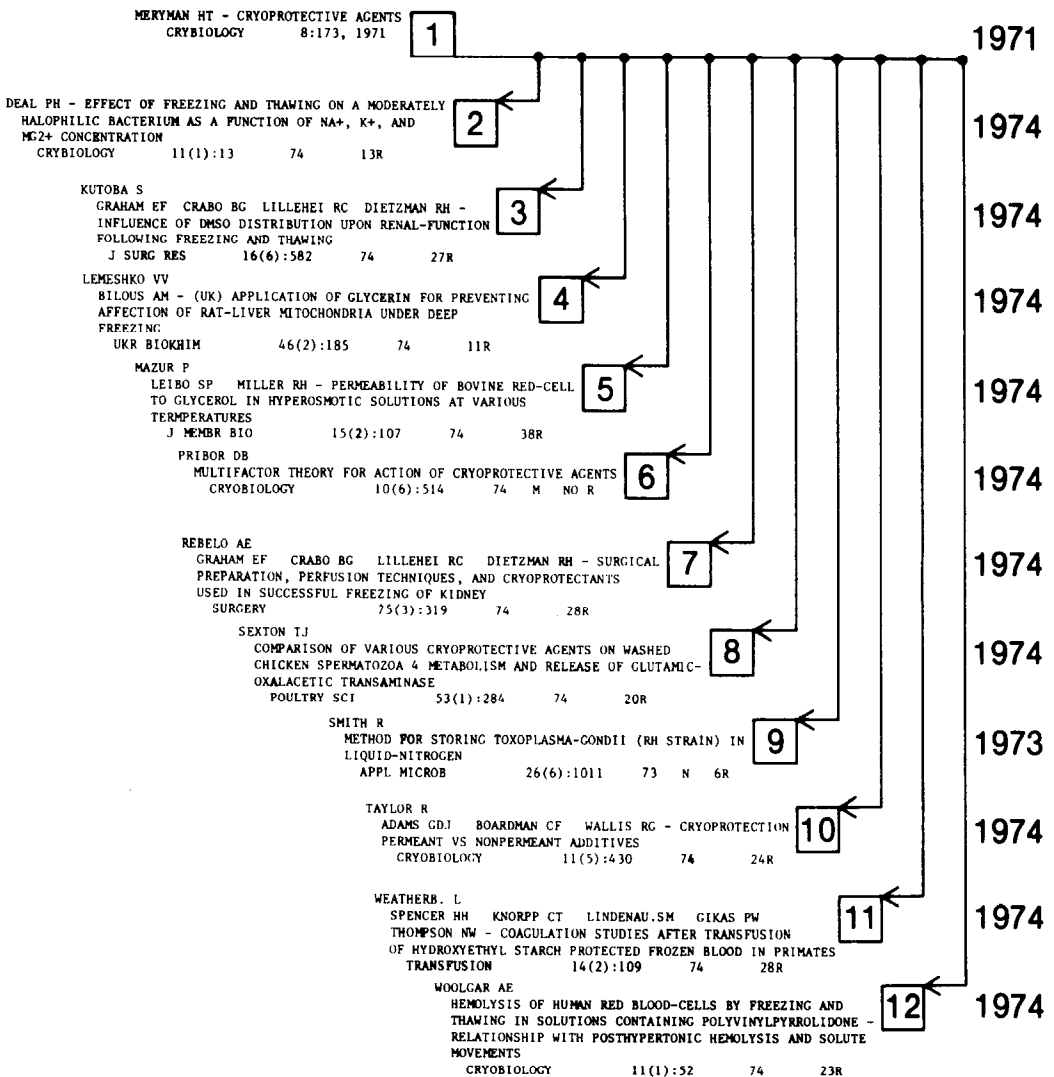 MERYMAN HT - CRYOPROTECTIVE AGENTS
CRYBIOLOGY 8:173, 1971
1
1971
DEAL PH - EFFECT OF FREEZING AND THAWING ON A MODERATELY
HALOPHILIC BACTERIUM AS A FUNCTION OF NA+, K+, AND
MG2+ CONCENTRATION
CRYBIOLOGY 11(1):13 74 13R
2
1974
KUTOBA S
GRAHAM EF CRABO BG LILLEHEI RC DIETZMAN RH -
INFLUENCE OF DMSO DISTRIBUTION UPON RENAL-FUNCTION
FOLLOWING FREEZING AND THAWING
J SURG RES 16(6):582 74 27R
3
1974
LEMESHKO VV
BILOUS AM - (UK) APPLICATION OF GLYCERIN FOR PREVENTING
AFFECTION OF RAT-LIVER MITOCHONDRIA UNDER DEEP
FREEZING
UKR BIOKHIM 46(2):185 74 11R
4
1974
MAZUR P
LEIBO SP MILLER RH - PERMEABILITY OF BOVINE RED-CELL
TO GLYCEROL IN HYPEROSMOTIC SOLUTIONS AT VARIOUS
TERMPERATURES
J MEMBR BIO 15(2):107 74 38R
5
1974
PRIBOR DB
MULTIFACTOR THEORY FOR ACTION OF CRYOPROTECTIVE AGENTS
CRYOBIOLOGY 10(6):514 74 M NO R
6
1974
REBELO AE
GRAHAM EF CRABO BG LILLEHEI RC DIETZMAN RH - SURGICAL
PREPARATION, PERFUSION TECHNIQUES, AND CRYOPROTECTANTS
USED IN SUCCESSFUL FREEZING OF KIDNEY
SURGERY 75(3):319 74 28R
7
1974
SEXTON TJ
COMPARISON OF VARIOUS CRYOPROTECTIVE AGENTS ON WASHED
CHICKEN SPERMATOZOA 4 METABOLISM AND RELEASE OF GLUTAMIC-
OXALACETIC TRANSAMINASE
POULTRY SCI 53(1):284 74 20R
8
1974
SMITH R
METHOD FOR STORING TOXOPLASMA-GONDII (RH STRAIN) IN
LIQUID-NITROGEN
APPL MICROB 26(6):1011 73 N 6R
9
1973
TAYLOR R
ADAMS GDJ BOARDMAN CF WALLIS RG - CRYOPROTECTION
PERMEANT VS NONPERMEANT ADDITIVES
CRYOBIOLOGY 11(5):430 74 24R
10
1974
WEATHERB. L
SPENCER HH KNORPP CT LINDENAU.SM GIKAS PW
THOMPSON NW - COAGULATION STUDIES AFTER TRANSFUSION
OF HYDROXYETHYL STARCH PROTECTED FROZEN BLOOD IN PRIMATES
TRANSFUSION 14(2):109 74 28R
11
1974
WOOLGAR AE
HEMOLYSIS OF HUMAN RED BLOOD-CELLS BY FREEZING AND
THAWING IN SOLUTIONS CONTAINING POLYVINYLPYRROLIDONE -
RELATIONSHIP WITH POSTHYPERTONIC HEMOLYSIS AND SOLUTE
MOVEMENTS
CRYOBIOLOGY 11(1):52 74 23R
12
1974